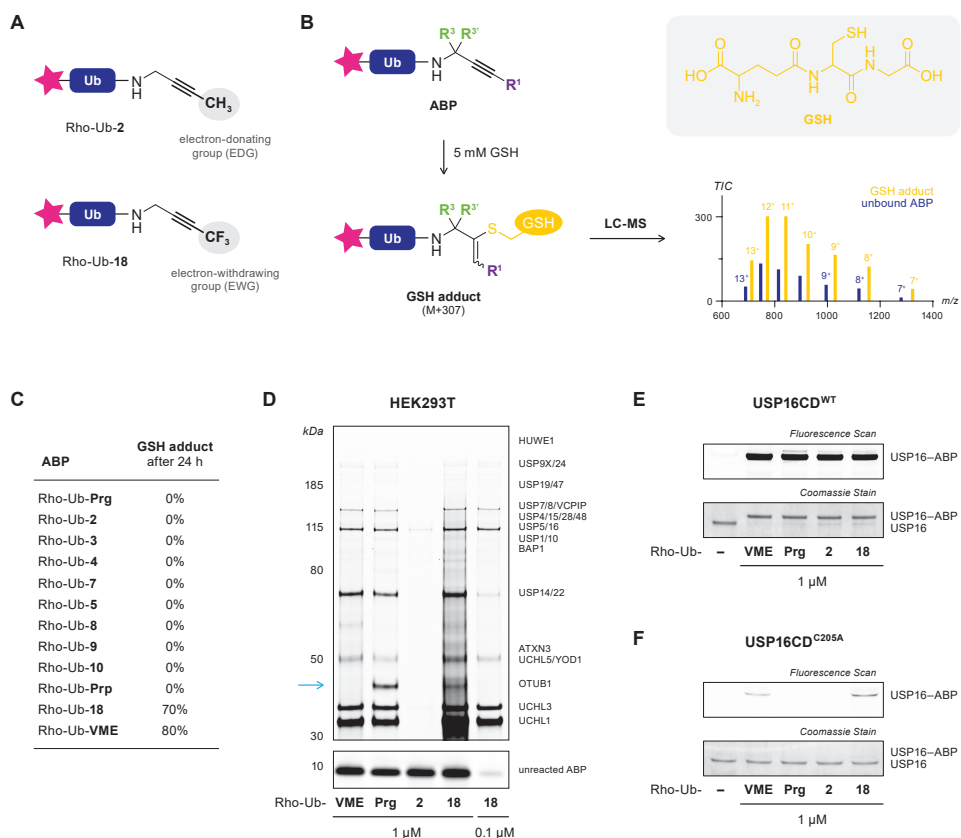 A
Ub
N
H
CH3
Rho-Ub-2
electron-donating
group (EDG)
Ub
N
H
CF3
Rho-Ub-18
electron-withdrawing
group (EWG)
B
R3 R3'
Ub
N
H
R1
ABP
5 mM GSH
R3 R3'
Ub
N
H
S
GSH
R1
GSH adduct
(M+307)
LC-MS
SH
O
O
O
HO
OH
N
H
H
N
NH2
O
GSH
TIC
GSH adduct
unbound ABP
300
0
13+
12+
11+
10+
9+
8+
7+
13+
9+
8+
7+
600
800
1000
1200
1400
m/z
C
ABP
GSH adduct
after 24 h
Rho-Ub-Prg 0%
Rho-Ub-2 0%
Rho-Ub-3 0%
Rho-Ub-4 0%
Rho-Ub-7 0%
Rho-Ub-5 0%
Rho-Ub-8 0%
Rho-Ub-9 0%
Rho-Ub-10 0%
Rho-Ub-Prp 0%
Rho-Ub-18 70%
Rho-Ub-VME 80%
D
HEK293T
kDa
185
115
80
50
30
10
HUWE1
USP9X/24
USP19/47
USP7/8/VCPIP
USP4/15/28/48
USP5/16
USP1/10
BAP1
USP14/22
ATXN3
UCHL5/YOD1
OTUB1
UCHL3
UCHL1
unreacted ABP
Rho-Ub- VME Prg 2 18 18
1 µM 0.1 µM
E
USP16CDWT
Fluorescence Scan
USP16–ABP
Coomassie Stain
USP16–ABP
USP16
Rho-Ub- – VME Prg 2 18
1 µM
F
USP16CDC205A
Fluorescence Scan
USP16–ABP
Coomassie Stain
USP16–ABP
USP16
Rho-Ub- – VME Prg 2 18
1 µM